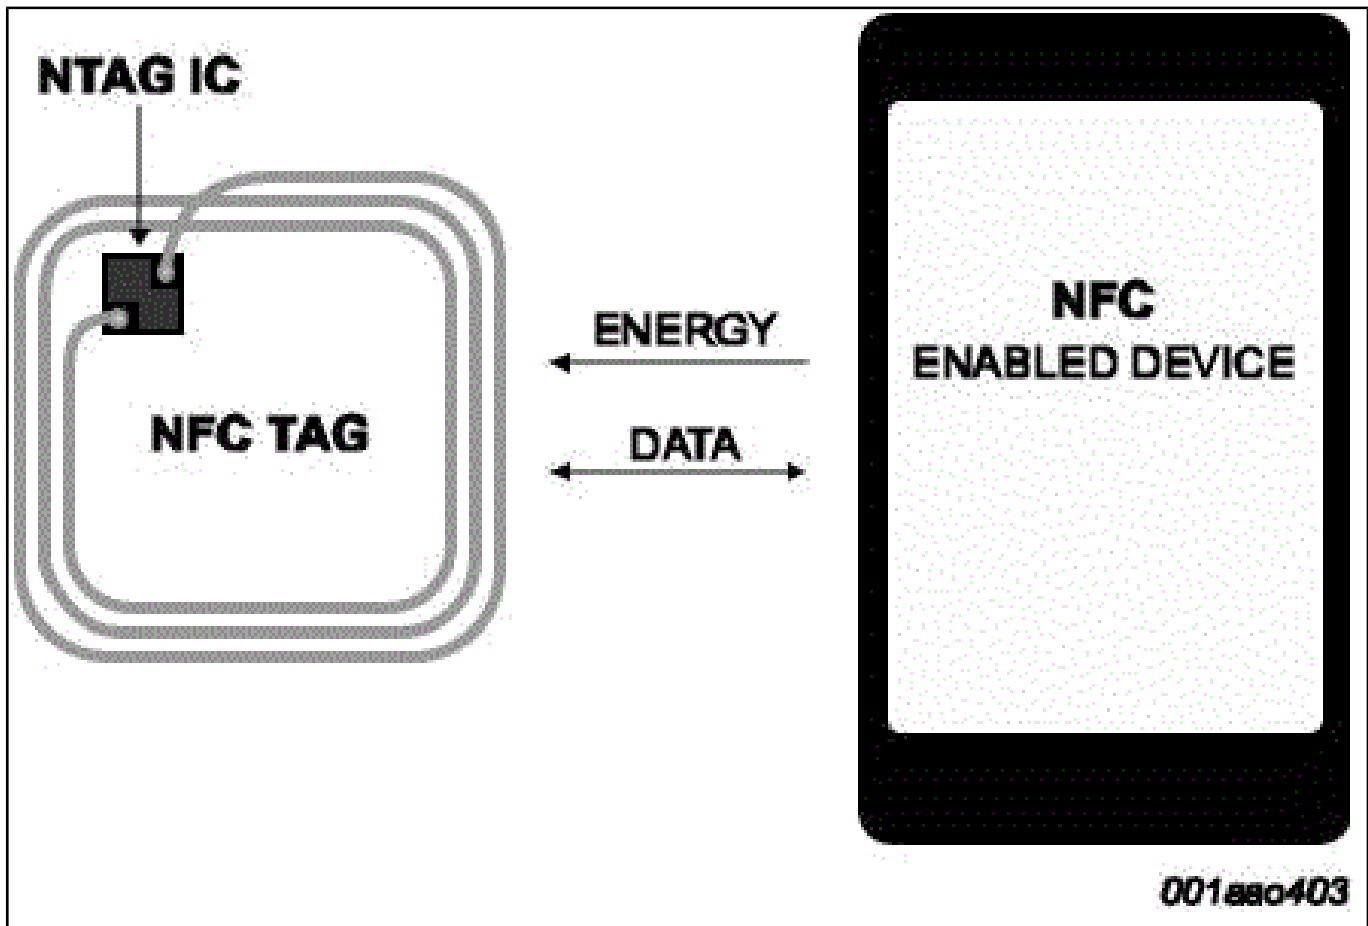 NTAG IC
NFC TAG
ENERGY
DATA
NFC
ENABLED DEVICE
001aao403